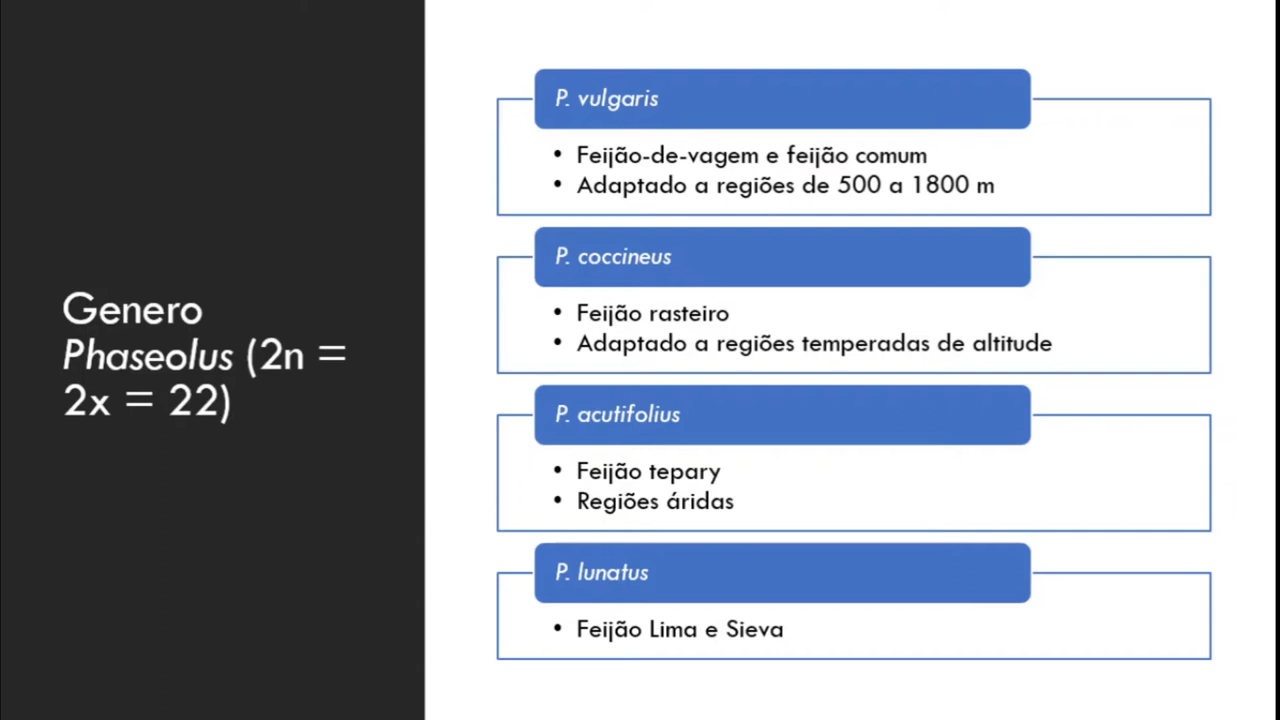 Genero
Phaseolus (2n =
2x = 22)
P. vulgaris
• Feijão-de-vagem e feijão comum
• Adaptado a regiões de 500 a 1800 m
P. coccineus
• Feijão rasteiro
• Adaptado a regiões temperadas de altitude
P. acutifolius
• Feijão tepary
• Regiões áridas
P. lunatus
• Feijão Lima e Sieva